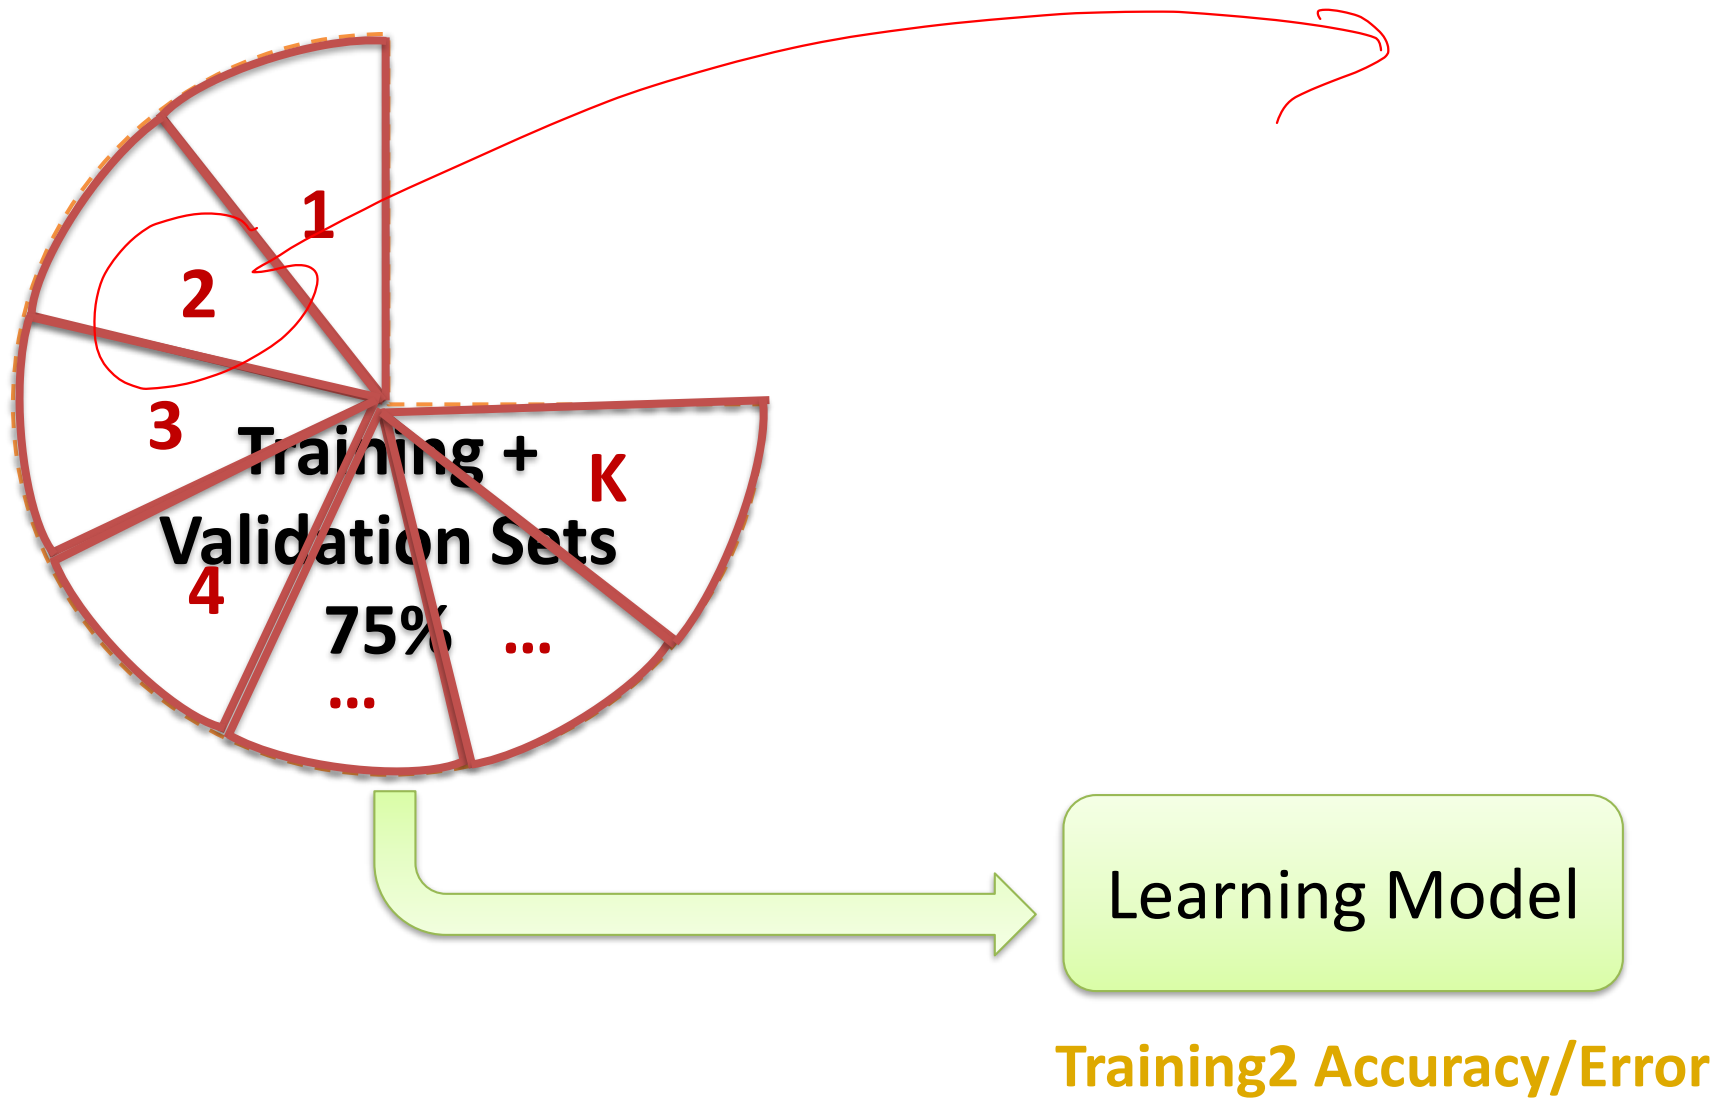 1
2
3
Training +
K
Validation Sets
4
75%
...
...
Learning Model
Training2 Accuracy/Error